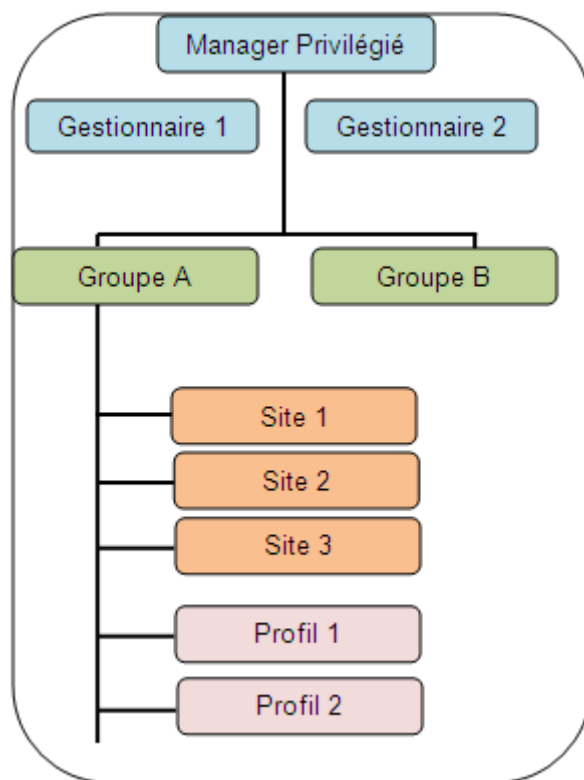 Manager Privilégié
Gestionnaire 1
Gestionnaire 2
Groupe A
Groupe B
Site 1
Site 2
Site 3
Profil 1
Profil 2